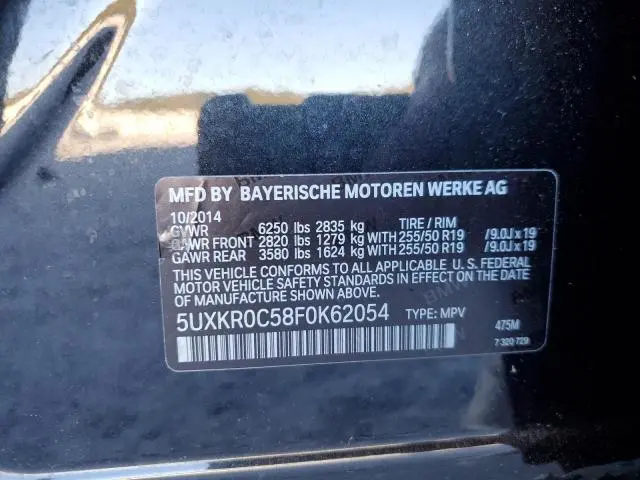 MFD BY BAYERISCHE MOTOREN WERKE AG
10/2014
GVWR 6250 lbs 2835 kg TIRE / RIM
GAWR FRONT 2820 lbs 1279 kg WITH 255/50 R19 /9.0J x 19
GAWR REAR 3580 lbs 1624 kg WITH 255/50 R19 /9.0J x 19
THIS VEHICLE CONFORMS TO ALL APPLICABLE U. S. FEDERAL
MOTOR VEHICLE SAFETY STANDARDS IN EFFECT ON THE DATE
OF MANUFACTURE SHOWN ABOVE.
5UXKR0C58F0K62054 TYPE: MPV
475M
7 320 729